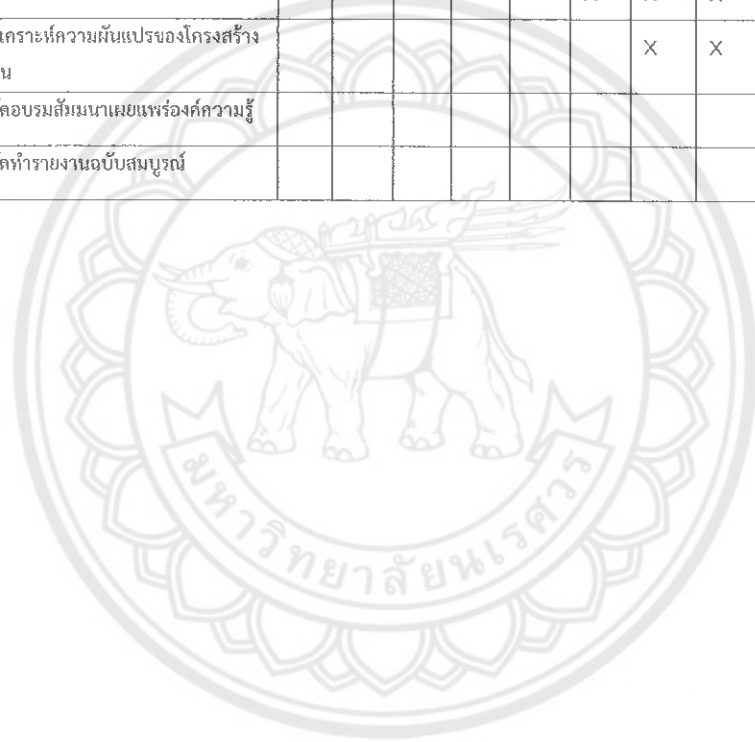 เคราะห์ความผันแปรของโครงสร้าง X X
น
ดอบรมสัมมนาเผยแพร่องค์ความรู้
ดทำรายงานฉบับสมบูรณ์
มหาวิทยาลัยนเรศวร